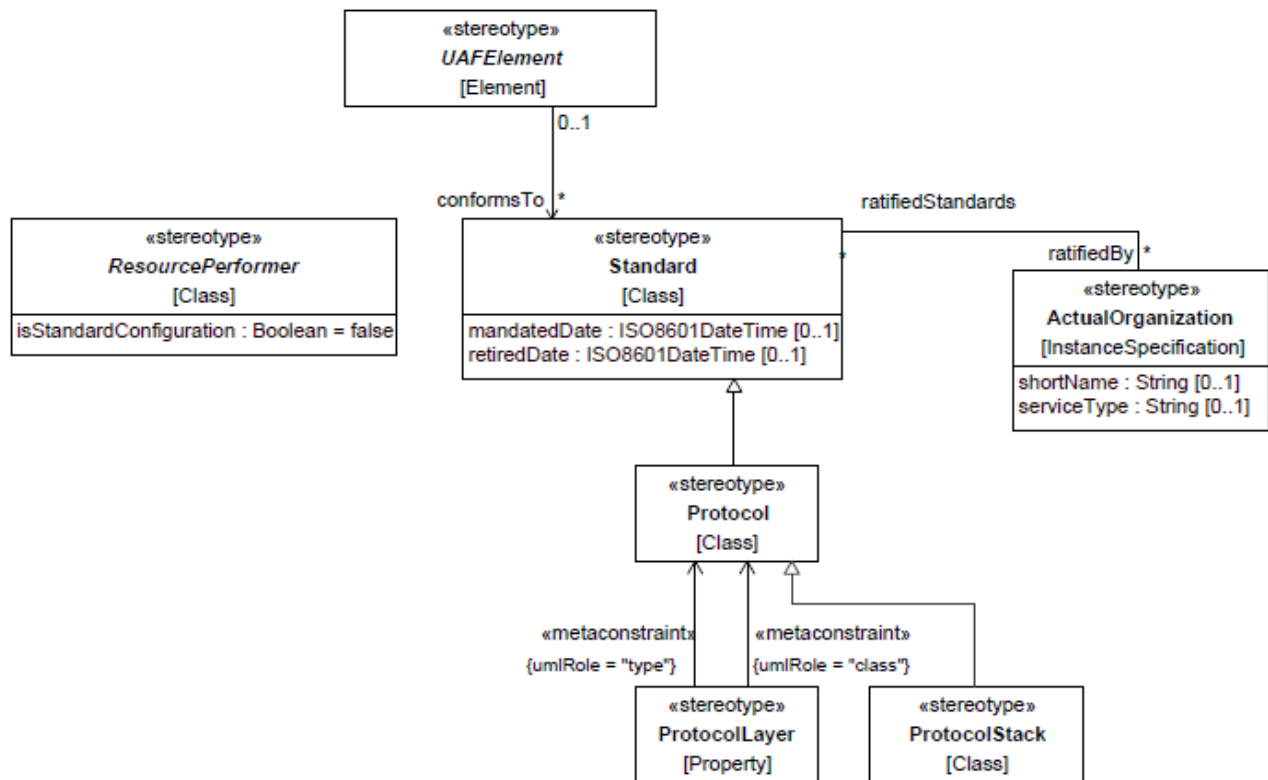 «stereotype»
UAFElement
[Element]
0..1
conformsTo *
ratifiedStandards
*
ratifiedBy *
«stereotype»
ResourcePerformer
[Class]
isStandardConfiguration : Boolean = false
«stereotype»
Standard
[Class]
mandatedDate : ISO8601DateTime [0..1]
retiredDate : ISO8601DateTime [0..1]
«stereotype»
ActualOrganization
[InstanceSpecification]
shortName : String [0..1]
serviceType : String [0..1]
«stereotype»
Protocol
[Class]
«metaconstraint»
{umlRole = "type"}
«metaconstraint»
{umlRole = "class"}
«stereotype»
ProtocolLayer
[Property]
«stereotype»
ProtocolStack
[Class]